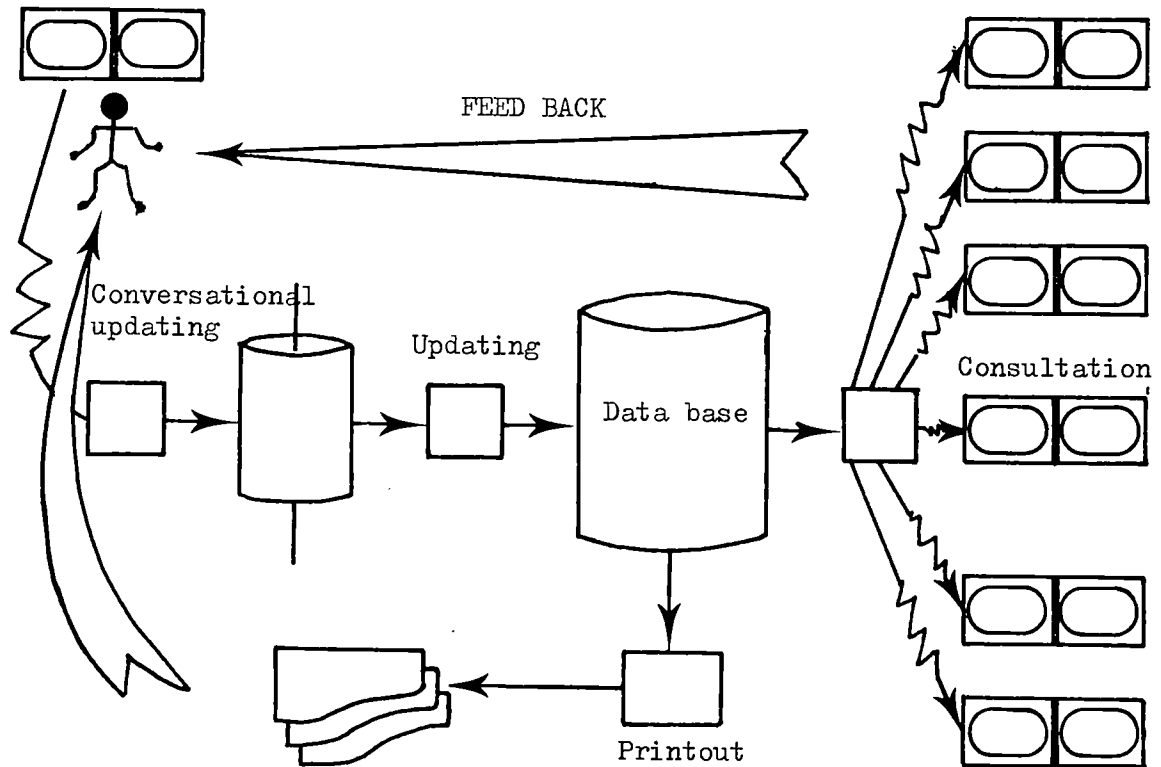 FEED BACK
Conversational
updating
Updating
Consultation
Data base
Printout